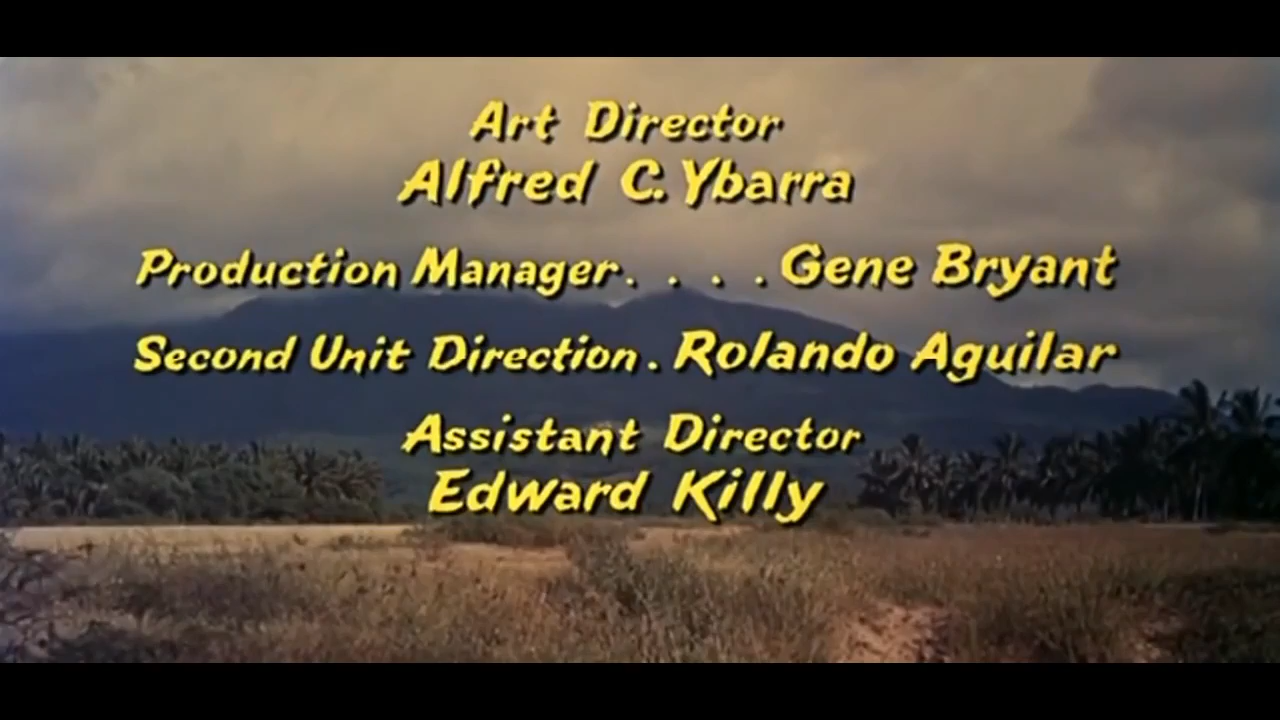 Art Director
Alfred C. Ybarra
Production Manager. . . . Gene Bryant
Second Unit Direction. Rolando Aguilar
Assistant Director
Edward Killy